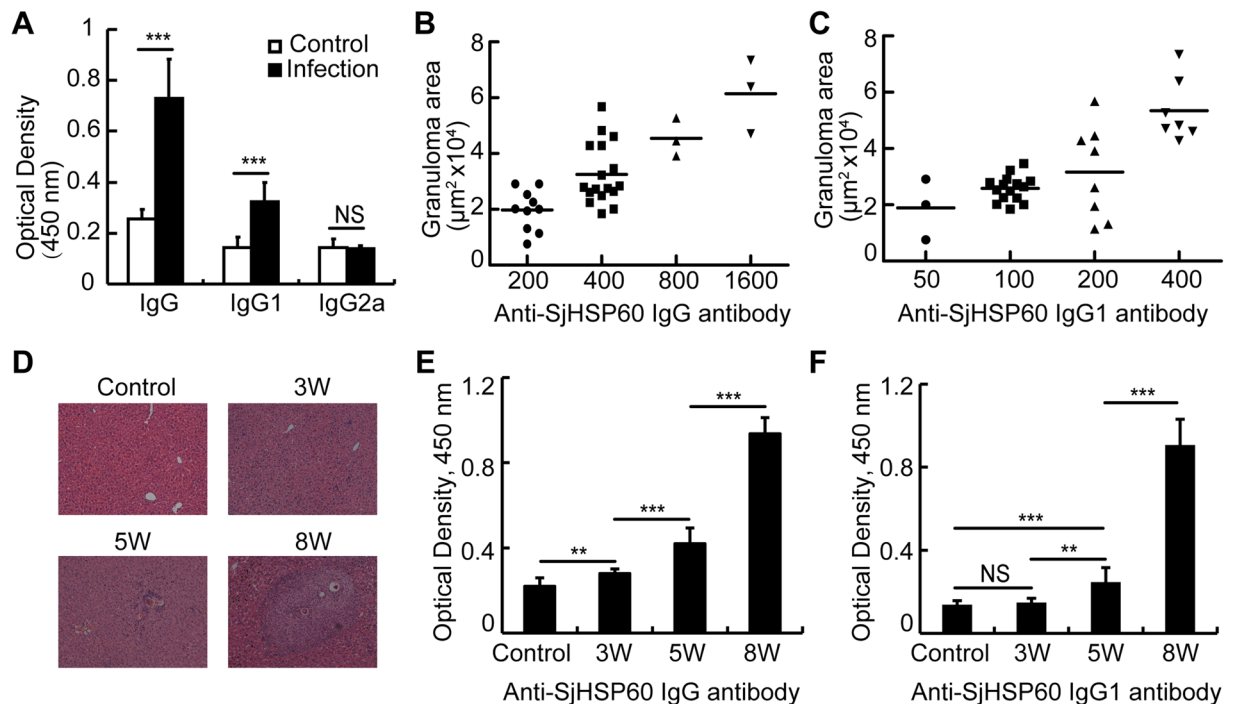 A
Optical Density
(450 nm)
1
0.8
0.6
0.4
0.2
0
***
***
NS
Control
Infection
IgG IgG1 IgG2a
B
Granuloma area
(µm² x10⁴)
8
6
4
2
0
200 400 800 1600
Anti-SjHSP60 IgG antibody
C
Granuloma area
(µm² x10⁴)
8
6
4
2
0
50 100 200 400
Anti-SjHSP60 IgG1 antibody
D
Control 3W
5W 8W
E
Optical Density, 450 nm
1.2
0.8
0.4
0
**
***
***
Control 3W 5W 8W
Anti-SjHSP60 IgG antibody
F
Optical Density, 450 nm
1.2
0.8
0.4
0
***
***
NS **
Control 3W 5W 8W
Anti-SjHSP60 IgG1 antibody